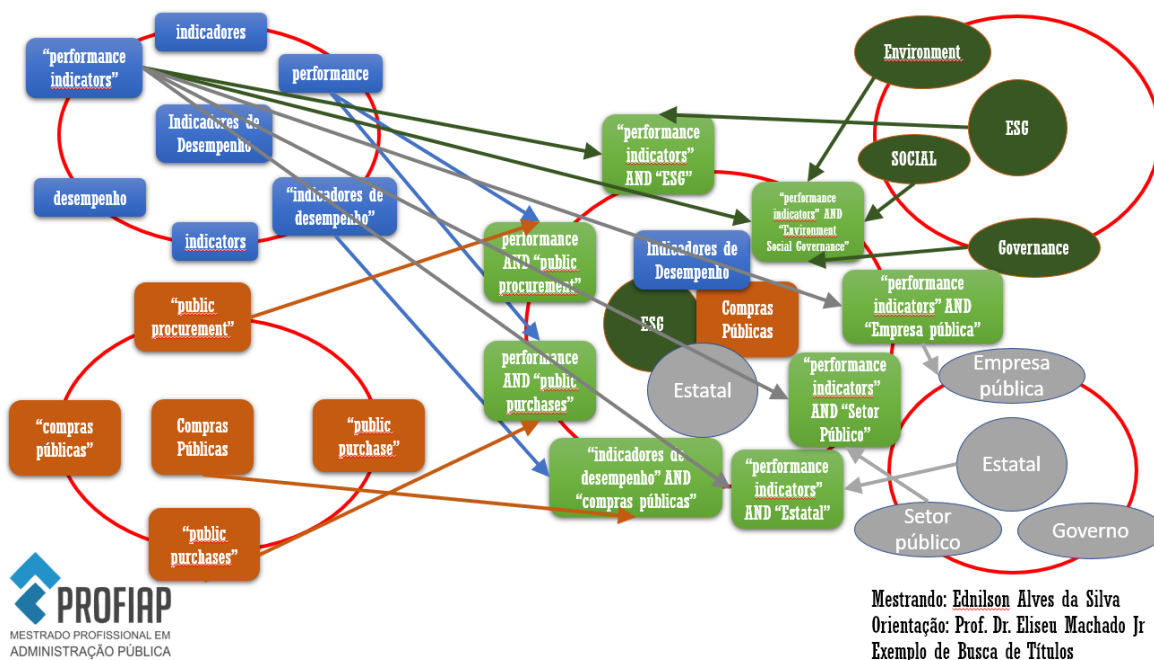 indicadores
“performance
indicators”
performance
Indicadores de
Desempenho
desempenho
“indicadores de
desempenho”
indicators
“public
procurement”
“compras
públicas”
Compras
Públicas
“public
purchase”
“public
purchases”
“performance
indicators”
AND “ESG”
“performance
indicators” AND
“Environment
Social Governance”
performance
AND “public
procurement”
Indicadores de
Desempenho
ESG
Compras
Públicas
Estatal
“performance
indicators” AND
“Empresa pública”
performance
AND “public
purchases”
“performance
indicators”
AND “Setor
Público”
“indicadores de
desempenho” AND
“compras públicas”
“performance
indicators”
AND “Estatal”
Environment
ESG
SOCIAL
Governance
Empresa
pública
Estatal
Setor
público
Governo
PROFIAP
MESTRADO PROFISSIONAL EM
ADMINISTRAÇÃO PÚBLICA
Mestrando: Ednilson Alves da Silva
Orientação: Prof. Dr. Eliseu Machado Jr
Exemplo de Busca de Títulos